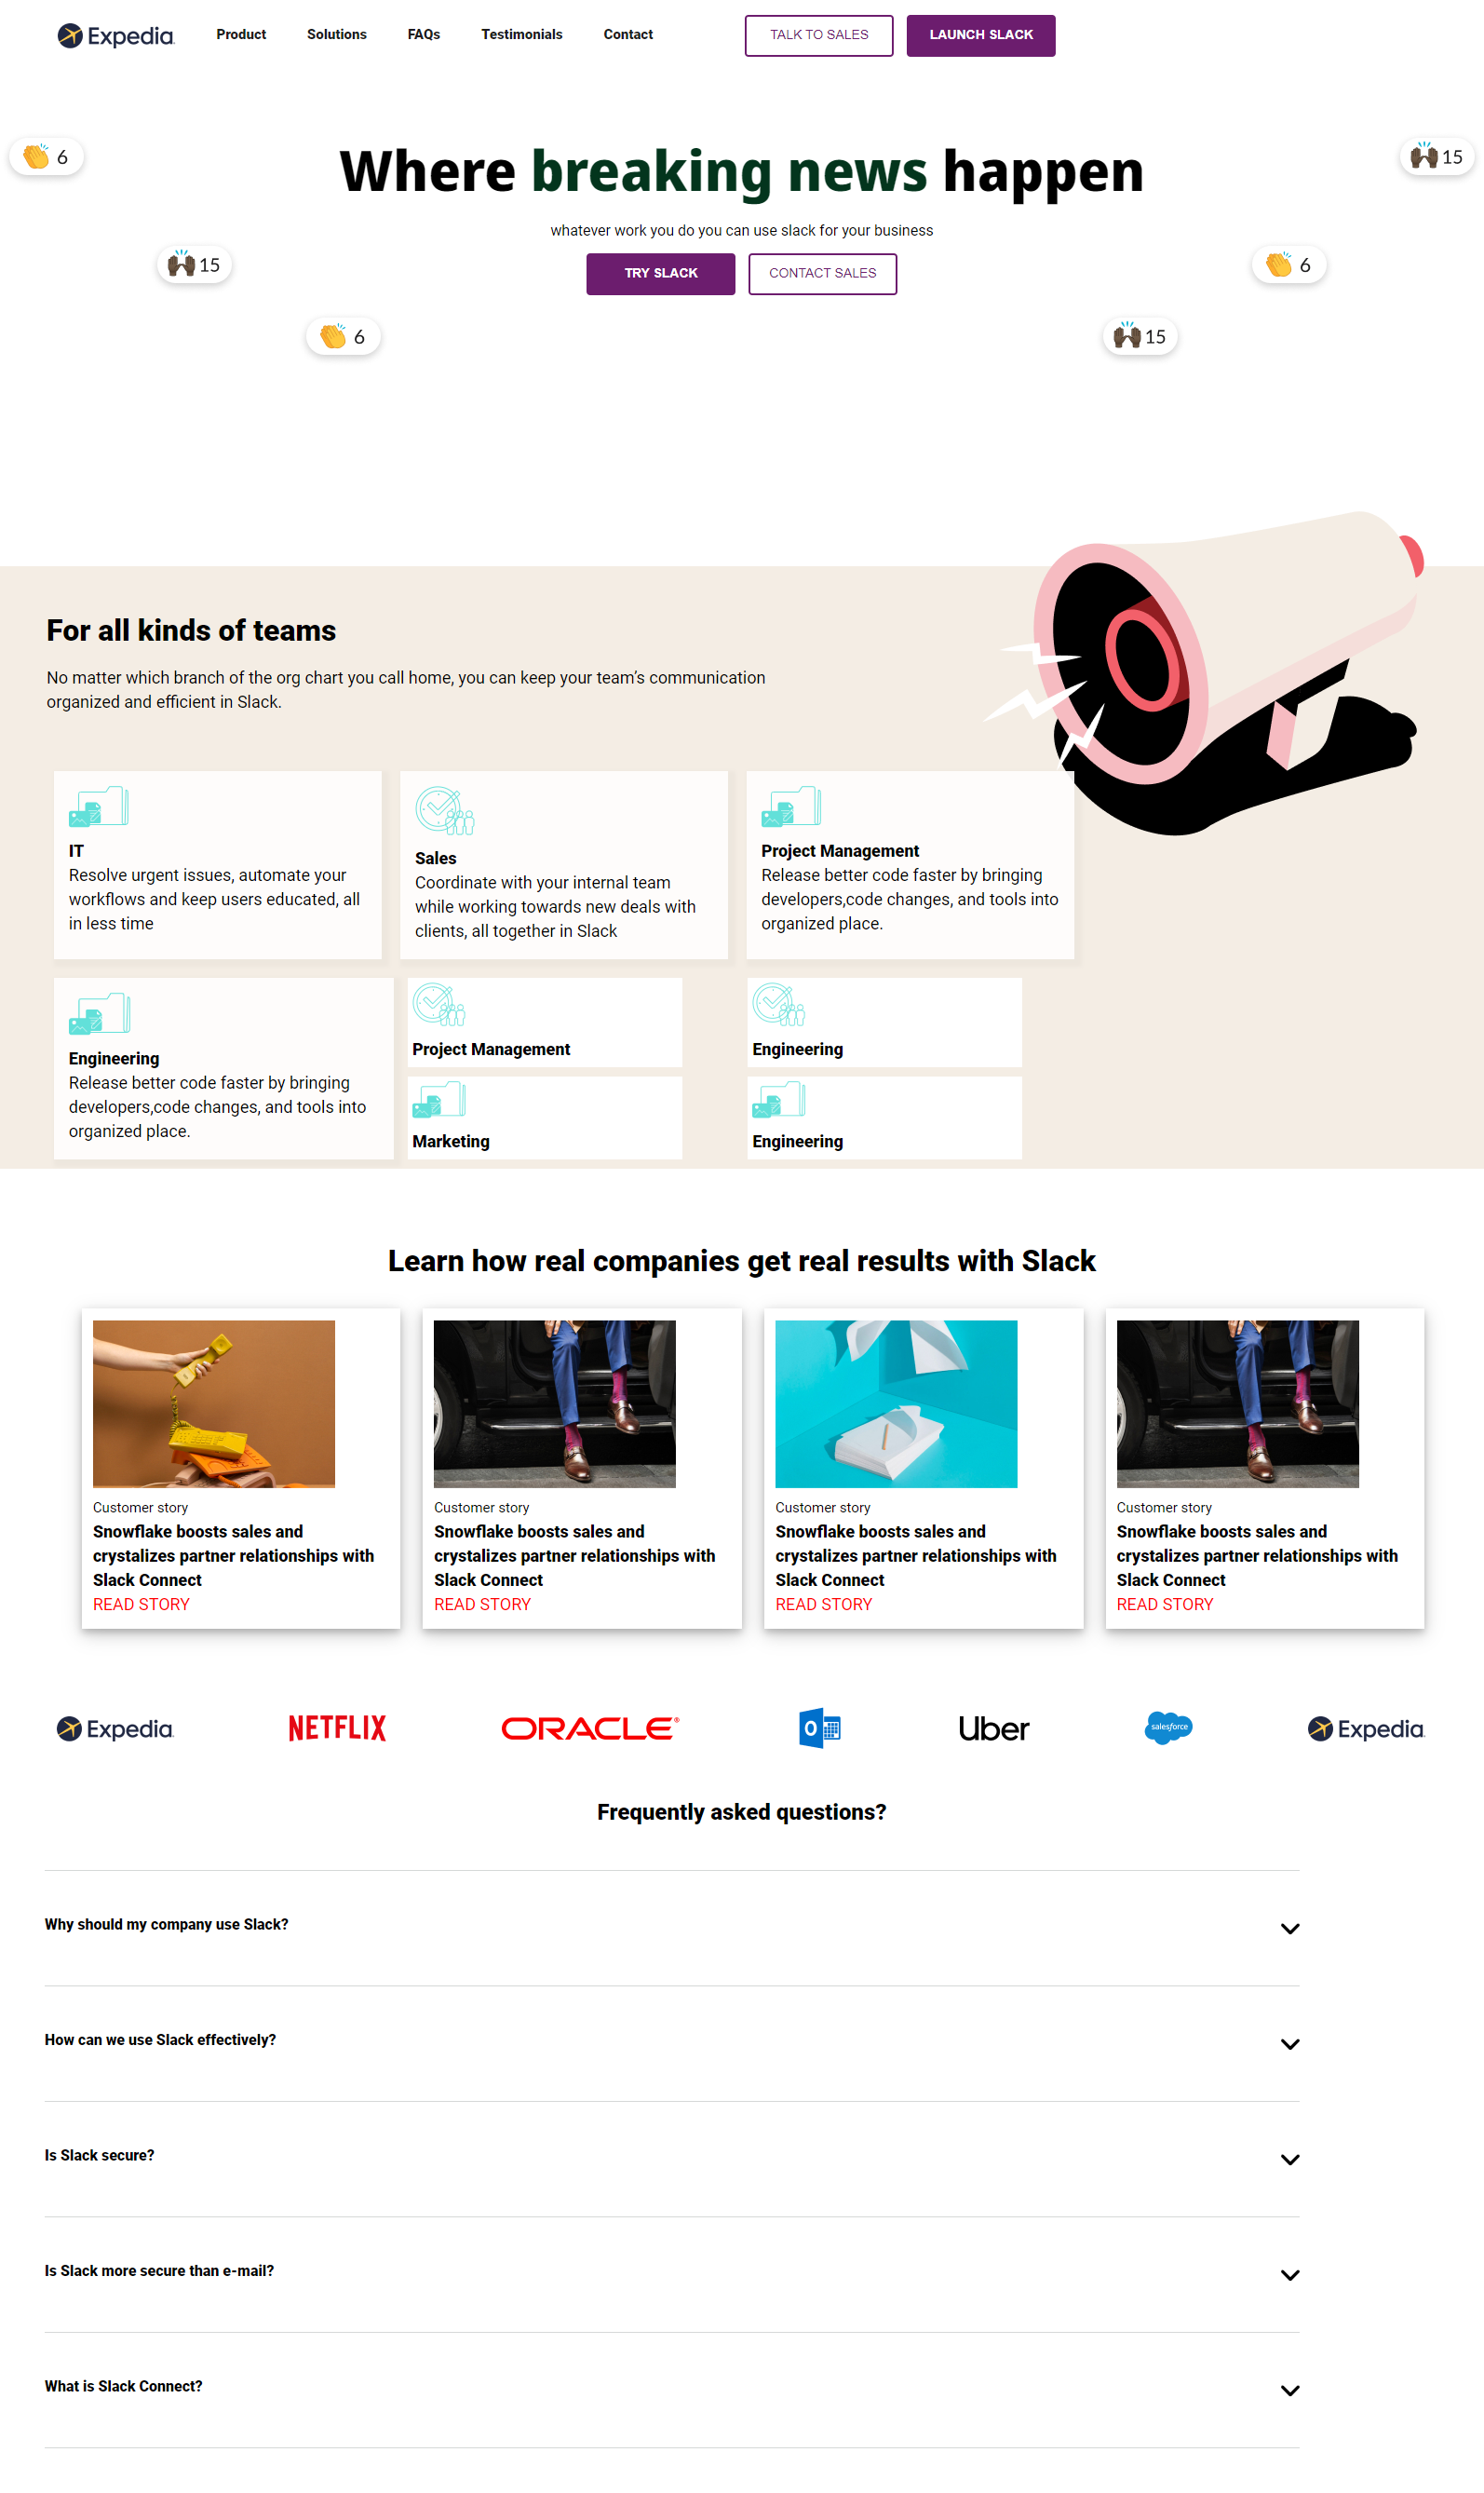 Expedia
Product
Solutions
FAQs
Testimonials
Contact
TALK TO SALES
LAUNCH SLACK
6
15
Where breaking news happen
whatever work you do you can use slack for your business
TRY SLACK
CONTACT SALES
15
6
6
15
For all kinds of teams
No matter which branch of the org chart you call home, you can keep your team's communication
organized and efficient in Slack.
IT
Resolve urgent issues, automate your
workflows and keep users educated, all
in less time
Sales
Coordinate with your internal team
while working towards new deals with
clients, all together in Slack
Project Management
Release better code faster by bringing
developers,code changes, and tools into
organized place.
Engineering
Release better code faster by bringing
developers,code changes, and tools into
organized place.
Project Management
Engineering
Marketing
Engineering
Learn how real companies get real results with Slack
Customer story
Snowflake boosts sales and
crystalizes partner relationships with
Slack Connect
READ STORY
Customer story
Snowflake boosts sales and
crystalizes partner relationships with
Slack Connect
READ STORY
Customer story
Snowflake boosts sales and
crystalizes partner relationships with
Slack Connect
READ STORY
Customer story
Snowflake boosts sales and
crystalizes partner relationships with
Slack Connect
READ STORY
Expedia
NETFLIX
ORACLE®
O
Uber
salesforce
Expedia
Frequently asked questions?
Why should my company use Slack?
How can we use Slack effectively?
Is Slack secure?
Is Slack more secure than e-mail?
What is Slack Connect?